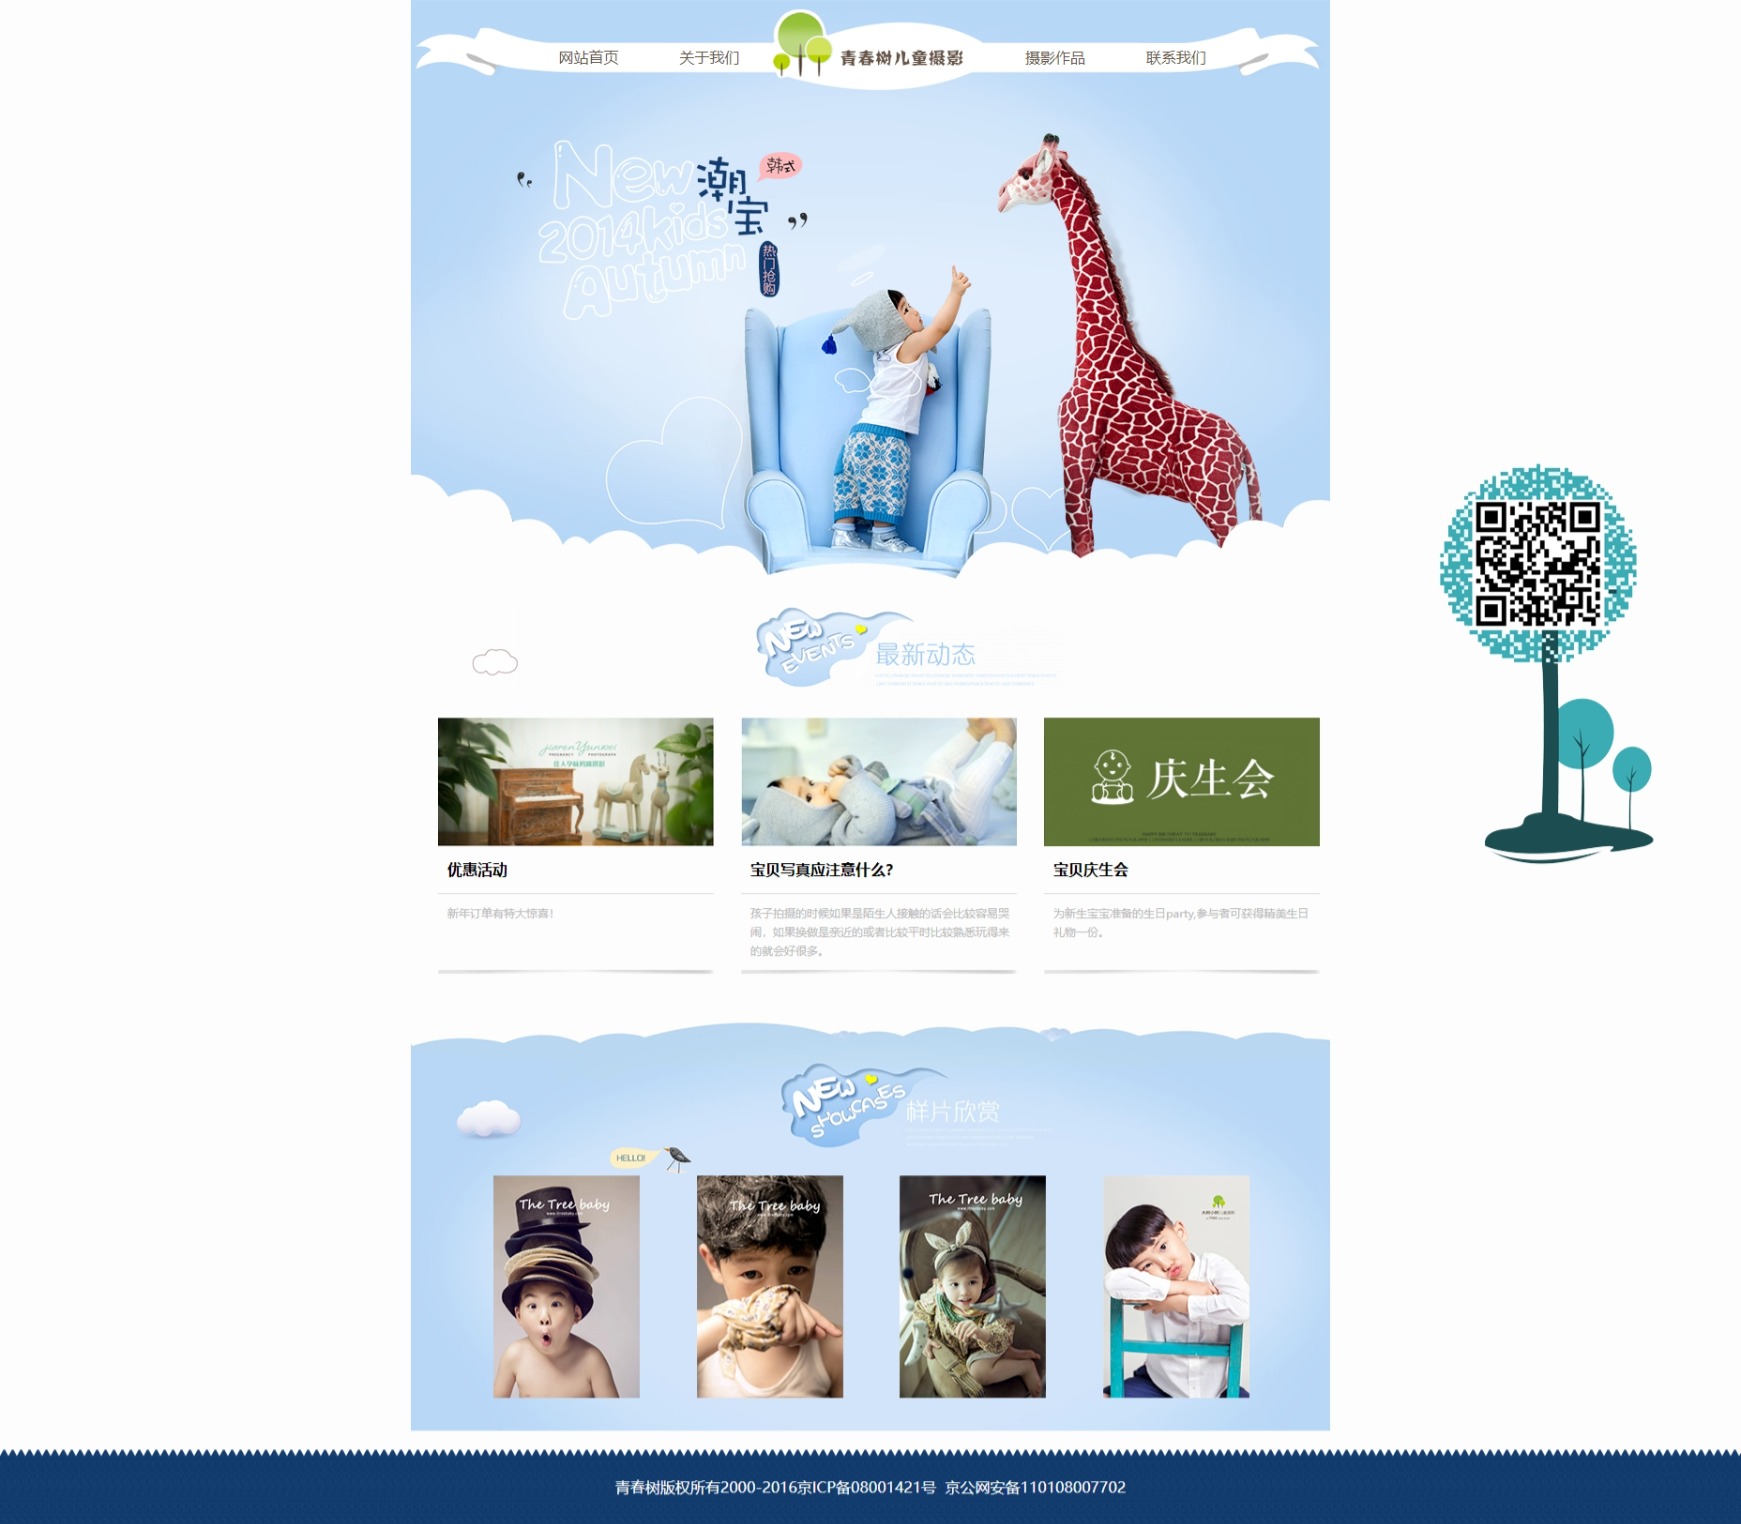 网站首页
关于我们
青春树儿童摄影
摄影作品
联系我们
New
潮宝
韩式
2014kids
Autumn
热门抢购
NEW
EVENTS
最新动态
jiarenYunwei
PREGNANCY PHOTOGRAPH
庆生会
优惠活动
宝贝写真应注意什么?
宝贝庆生会
新年订单有特大惊喜!
孩子拍摄的时候如果是陌生人接触的话会比较容易哭
闹，如果换做是亲近的或者比较平时比较熟悉玩得来
的就会好很多。
为新生宝宝准备的生日party,参与者可获得精美生日
礼物一份。
NEW
SHOWCASES
样片欣赏
HELLO!
The Tree baby
The Tree baby
The Tree baby
青春树版权所有2000-2016京ICP备08001421号 京公网安备110108007702